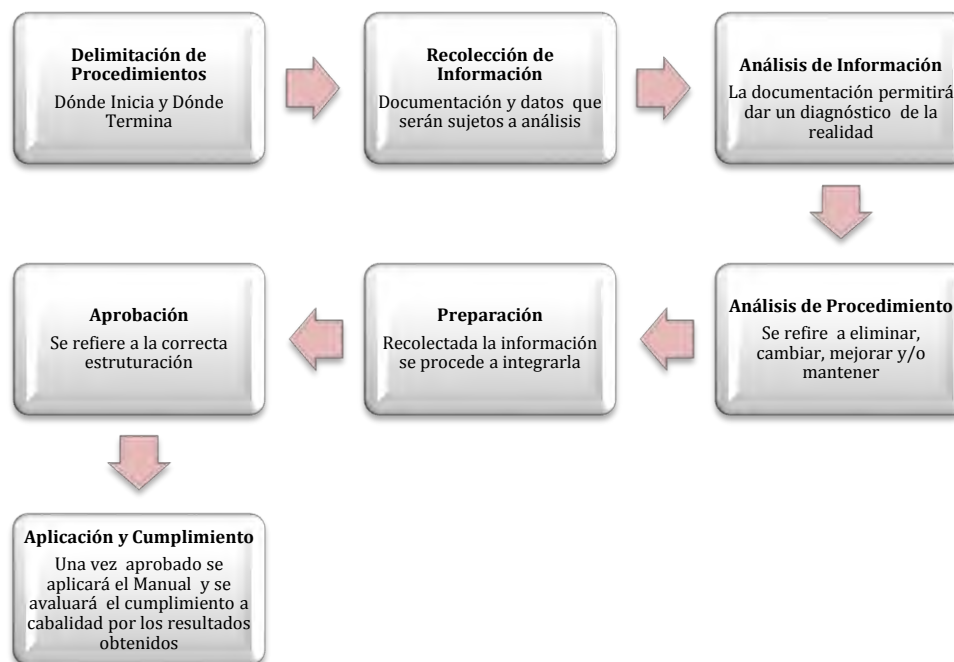 Delimitación de
Procedimientos
Dónde Inicia y Dónde
Termina
Recolección de
Información
Documentación y datos que
serán sujetos a análisis
Análisis de Información
La documentación permitirá
dar un diagnóstico de la
realidad
Análisis de Procedimiento
Se refire a eliminar,
cambiar, mejorar y/o
mantener
Preparación
Recolectada la información
se procede a integrarla
Aprobación
Se refiere a la correcta
estruturación
Aplicación y Cumplimiento
Una vez aprobado se
aplicará el Manual y se
avaluará el cumplimiento a
cabalidad por los resultados
obtenidos